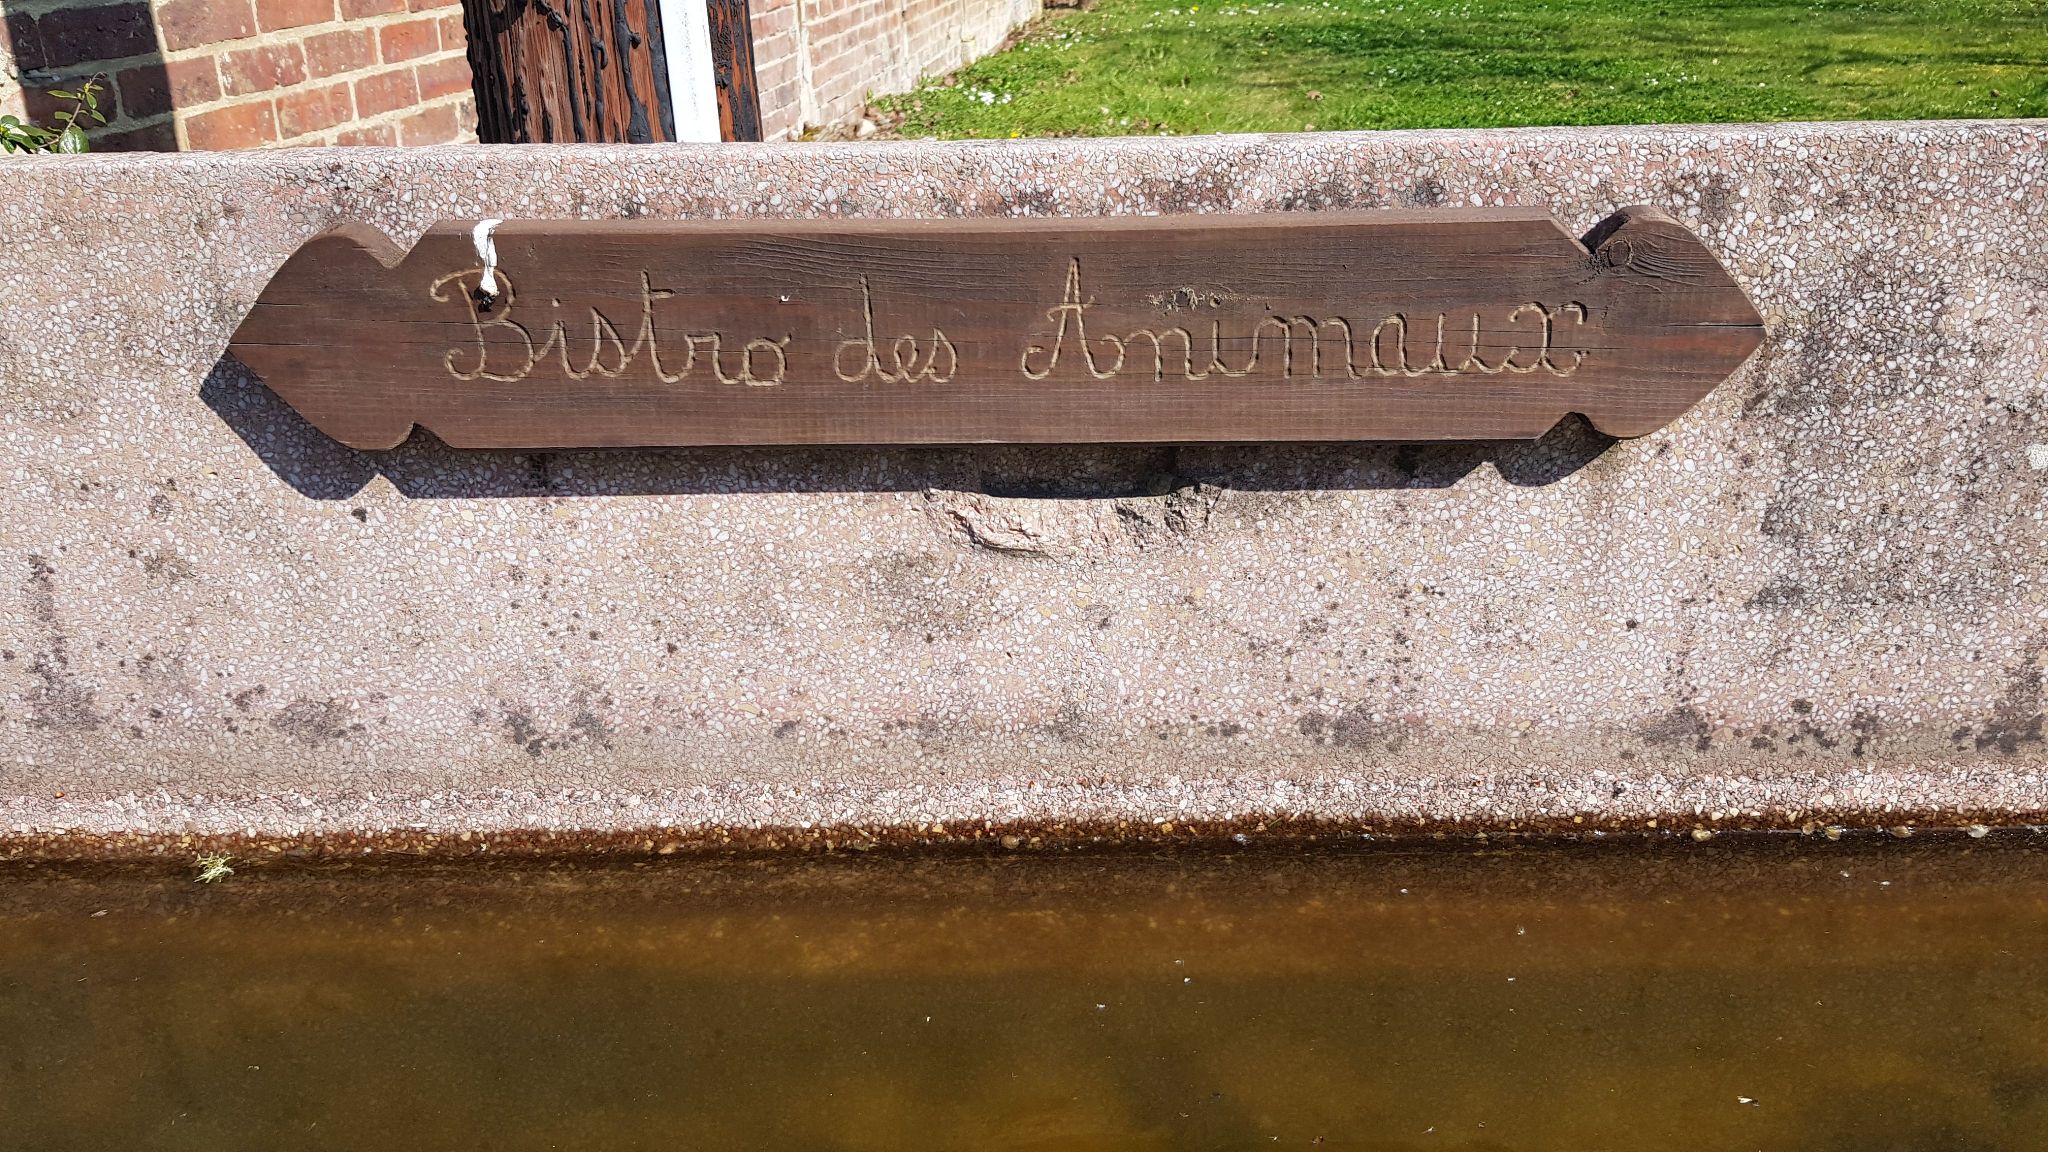 Bistro des Animaux